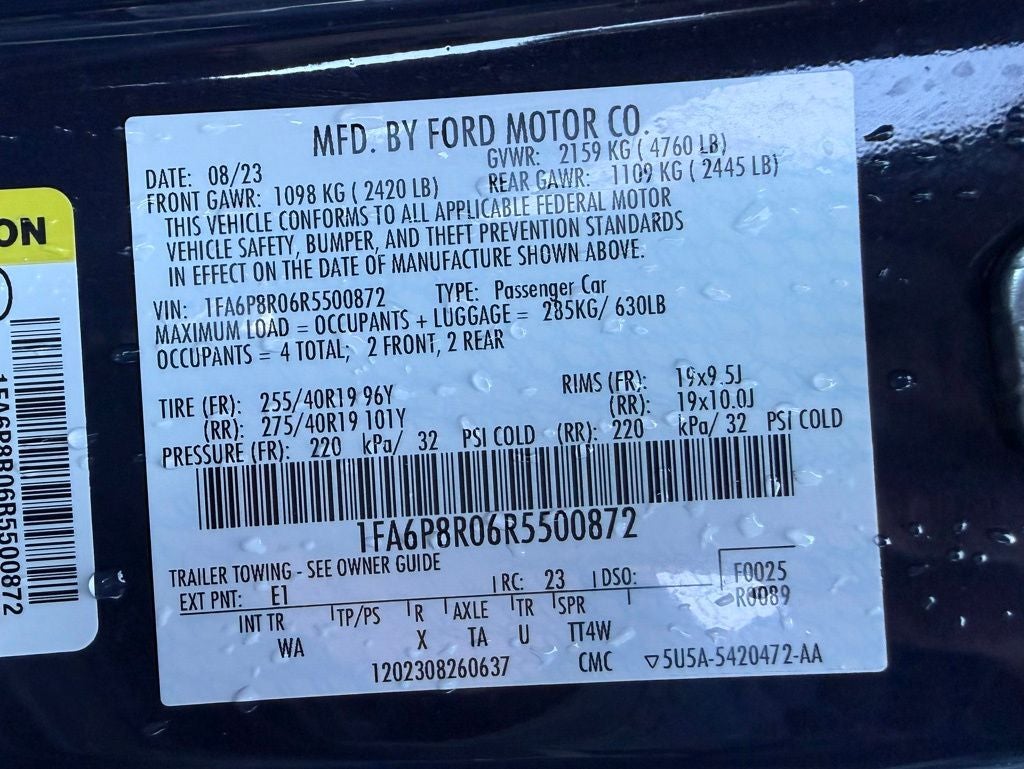 MFD. BY FORD MOTOR CO.
DATE: 08/23 GVWR: 2159 KG ( 4760 LB)
FRONT GAWR: 1098 KG ( 2420 LB) REAR GAWR: 1109 KG ( 2445 LB)
THIS VEHICLE CONFORMS TO ALL APPLICABLE FEDERAL MOTOR
VEHICLE SAFETY, BUMPER, AND THEFT PREVENTION STANDARDS
IN EFFECT ON THE DATE OF MANUFACTURE SHOWN ABOVE.
VIN: 1FA6P8R06R5500872 TYPE: Passenger Car
MAXIMUM LOAD = OCCUPANTS + LUGGAGE = 285KG/ 630LB
OCCUPANTS = 4 TOTAL; 2 FRONT, 2 REAR
TIRE (FR): 255/40R19 96Y RIMS (FR): 19x9.5J
(RR): 275/40R19 101Y (RR): 19x10.0J
PRESSURE (FR): 220 kPa/ 32 PSI COLD (RR): 220 kPa/ 32 PSI COLD
1FA6P8R06R5500872
TRAILER TOWING - SEE OWNER GUIDE
F0025
EXT PNT: E1 RC: 23 DSO: R0089
INT TR TP/PS R AXLE TR SPR
WA X TA U TT4W
1202308260637 CMC ▽5U5A-5420472-AA
ON
1FA6P8R06R5500872